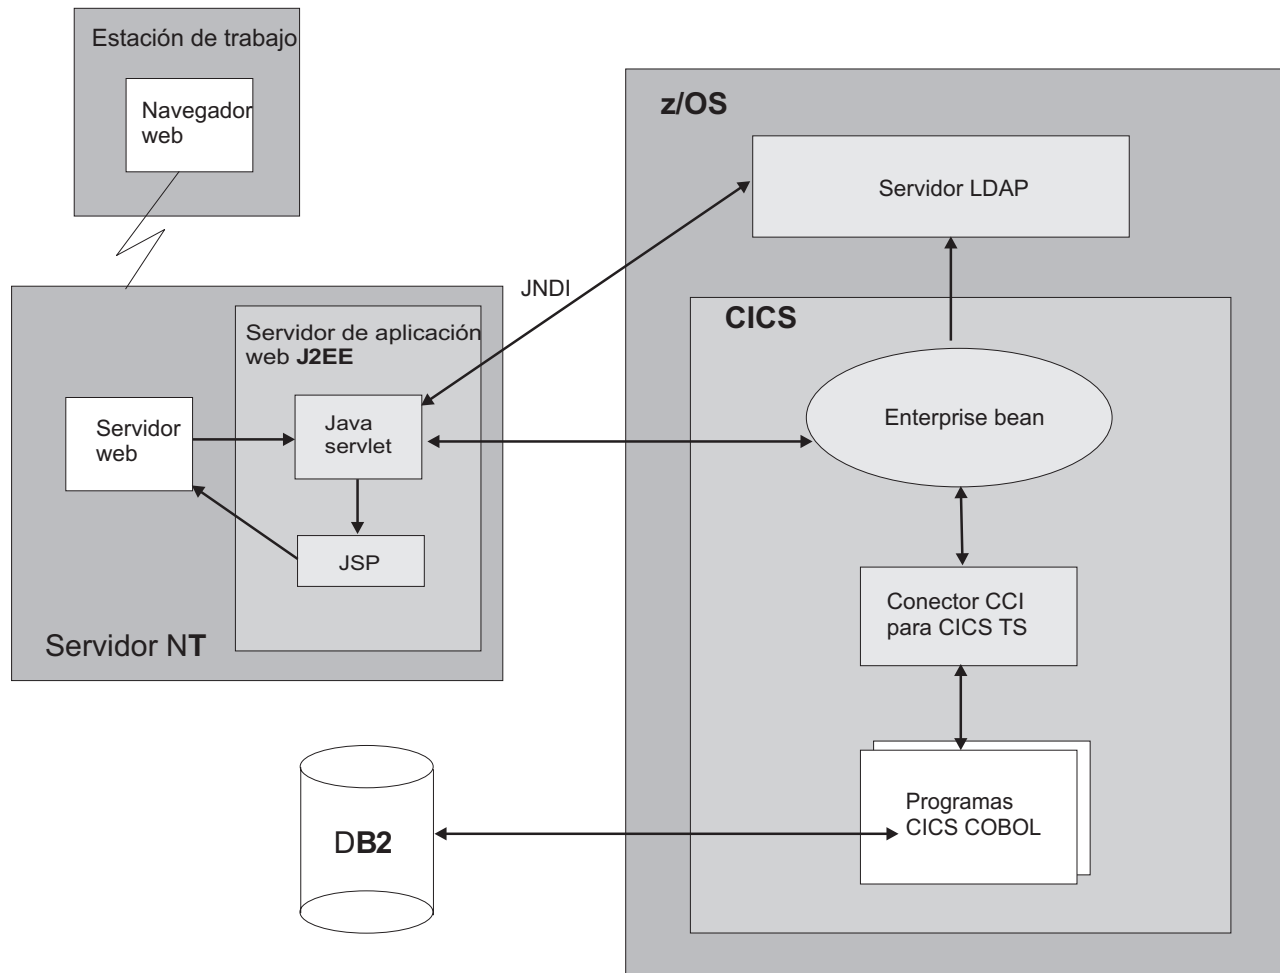 Estación de trabajo
Navegador
web
z/OS
Servidor LDAP
JNDI
CICS
Servidor de aplicación
web J2EE
Enterprise bean
Servidor
web
Java
servlet
JSP
Conector CCI
para CICS TS
Servidor NT
Programas
CICS COBOL
DB2